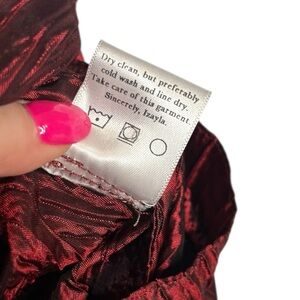 Dry clean, but preferably
cold wash and line dry.
Take care of this garment.
Sincerely, Izayla.